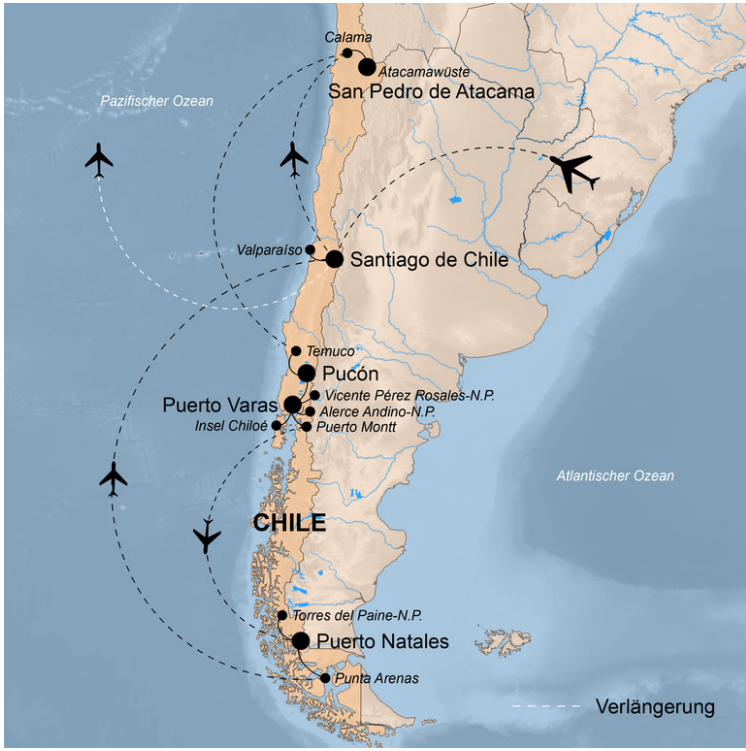 Calama
Atacamawüste
San Pedro de Atacama
Pazifischer Ozean
Valparaíso
Santiago de Chile
Temuco
Pucón
Vicente Pérez Rosales-N.P.
Puerto Varas
Alerce Andino-N.P.
Insel Chiloé
Puerto Montt
Atlantischer Ozean
CHILE
Torres del Paine-N.P.
Puerto Natales
Punta Arenas
Verlängerung